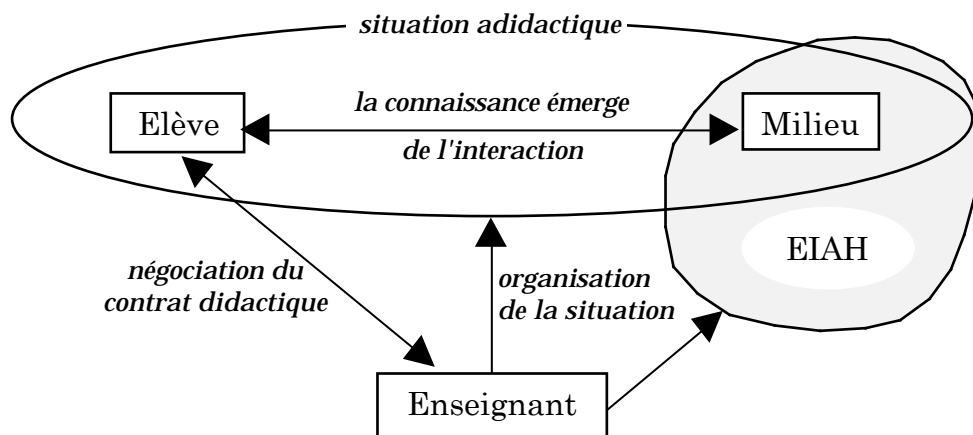 situation adidactique
Elève
la connaissance émerge
de l'interaction
Milieu
EIAH
négociation du
contrat didactique
organisation
de la situation
Enseignant